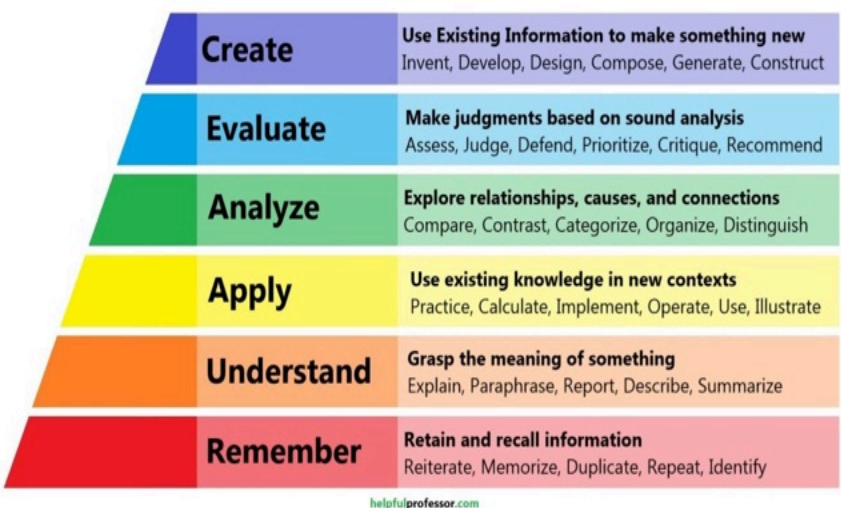 Create
Use Existing Information to make something new
Invent, Develop, Design, Compose, Generate, Construct
Evaluate
Make judgments based on sound analysis
Assess, Judge, Defend, Prioritize, Critique, Recommend
Analyze
Explore relationships, causes, and connections
Compare, Contrast, Categorize, Organize, Distinguish
Apply
Use existing knowledge in new contexts
Practice, Calculate, Implement, Operate, Use, Illustrate
Understand
Grasp the meaning of something
Explain, Paraphrase, Report, Describe, Summarize
Remember
Retain and recall information
Reiterate, Memorize, Duplicate, Repeat, Identify
helpfulprofessor.com